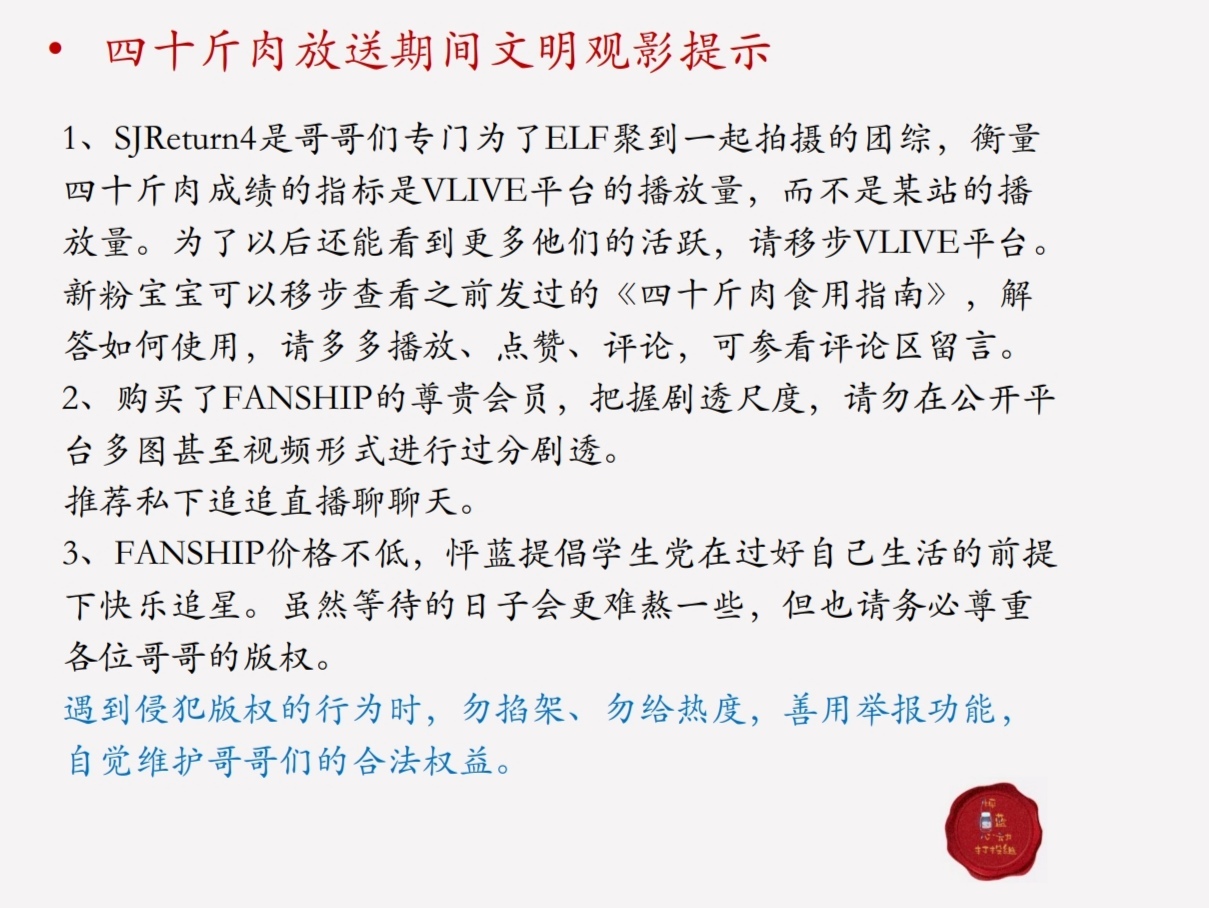 • 四十斤肉放送期间文明观影提示
1、SJReturn4是哥哥们专门为了ELF聚到一起拍摄的团综，衡量
四十斤肉成绩的指标是VLIVE平台的播放量，而不是某站的播
放量。为了以后还能看到更多他们的活跃，请移步VLIVE平台。
新粉宝宝可以移步查看之前发过的《四十斤肉食用指南》，解
答如何使用，请多多播放、点赞、评论，可参看评论区留言。
2、购买了FANSHIP的尊贵会员，把握剧透尺度，请勿在公开平
台多图甚至视频形式进行过分剧透。
推荐私下追追直播聊聊天。
3、FANSHIP价格不低，怦蓝提倡学生党在过好自己生活的前提
下快乐追星。虽然等待的日子会更难熬一些，但也请务必尊重
各位哥哥的版权。
遇到侵犯版权的行为时，勿掐架、勿给热度，善用举报功能，
自觉维护哥哥们的合法权益。
怦
蓝
心动
打投组